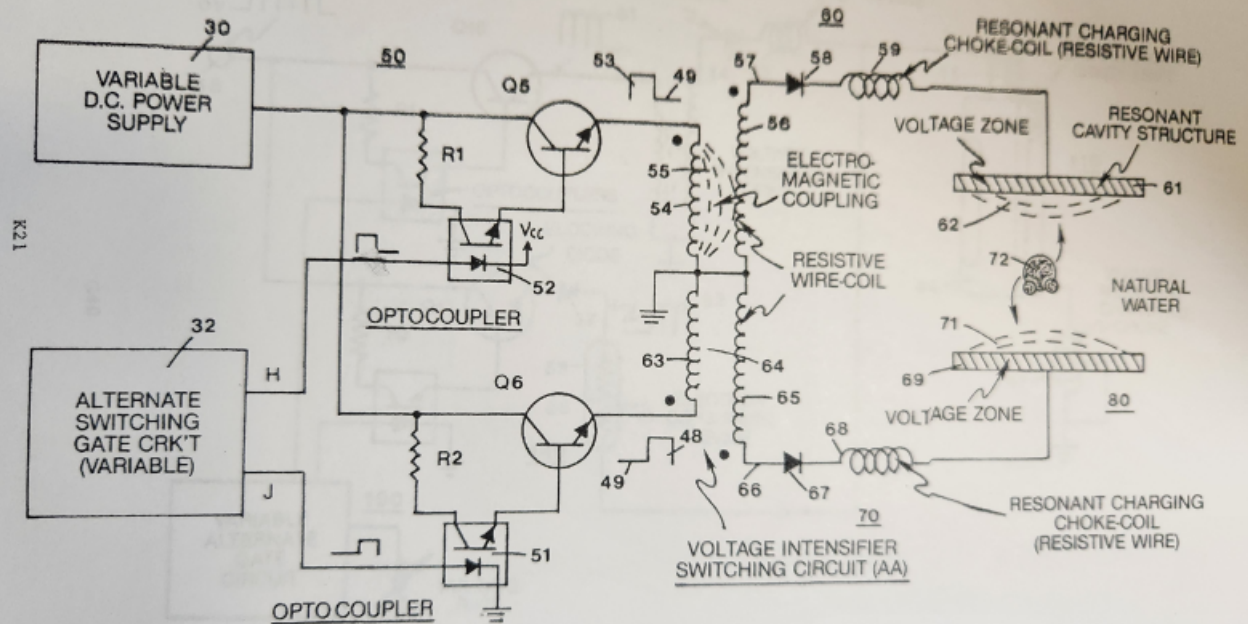 30
VARIABLE
D.C. POWER
SUPPLY
50
Q5
R1
VCC
52
OPTOCOUPLER
K21
32
ALTERNATE
SWITCHING
GATE CRK'T
(VARIABLE)
H
J
Q6
R2
51
OPTO COUPLER
53
49
55
54
56
57
58
59
60
RESONANT CHARGING
CHOKE-COIL (RESISTIVE WIRE)
VOLTAGE ZONE
RESONANT
CAVITY STRUCTURE
61
62
ELECTRO-
MAGNETIC
COUPLING
RESISTIVE
WIRE-COIL
72
NATURAL
WATER
71
69
VOLTAGE ZONE
80
63
64
65
48
49
66
67
68
70
RESONANT CHARGING
CHOKE-COIL
(RESISTIVE WIRE)
VOLTAGE INTENSIFIER
SWITCHING CIRCUIT (AA)